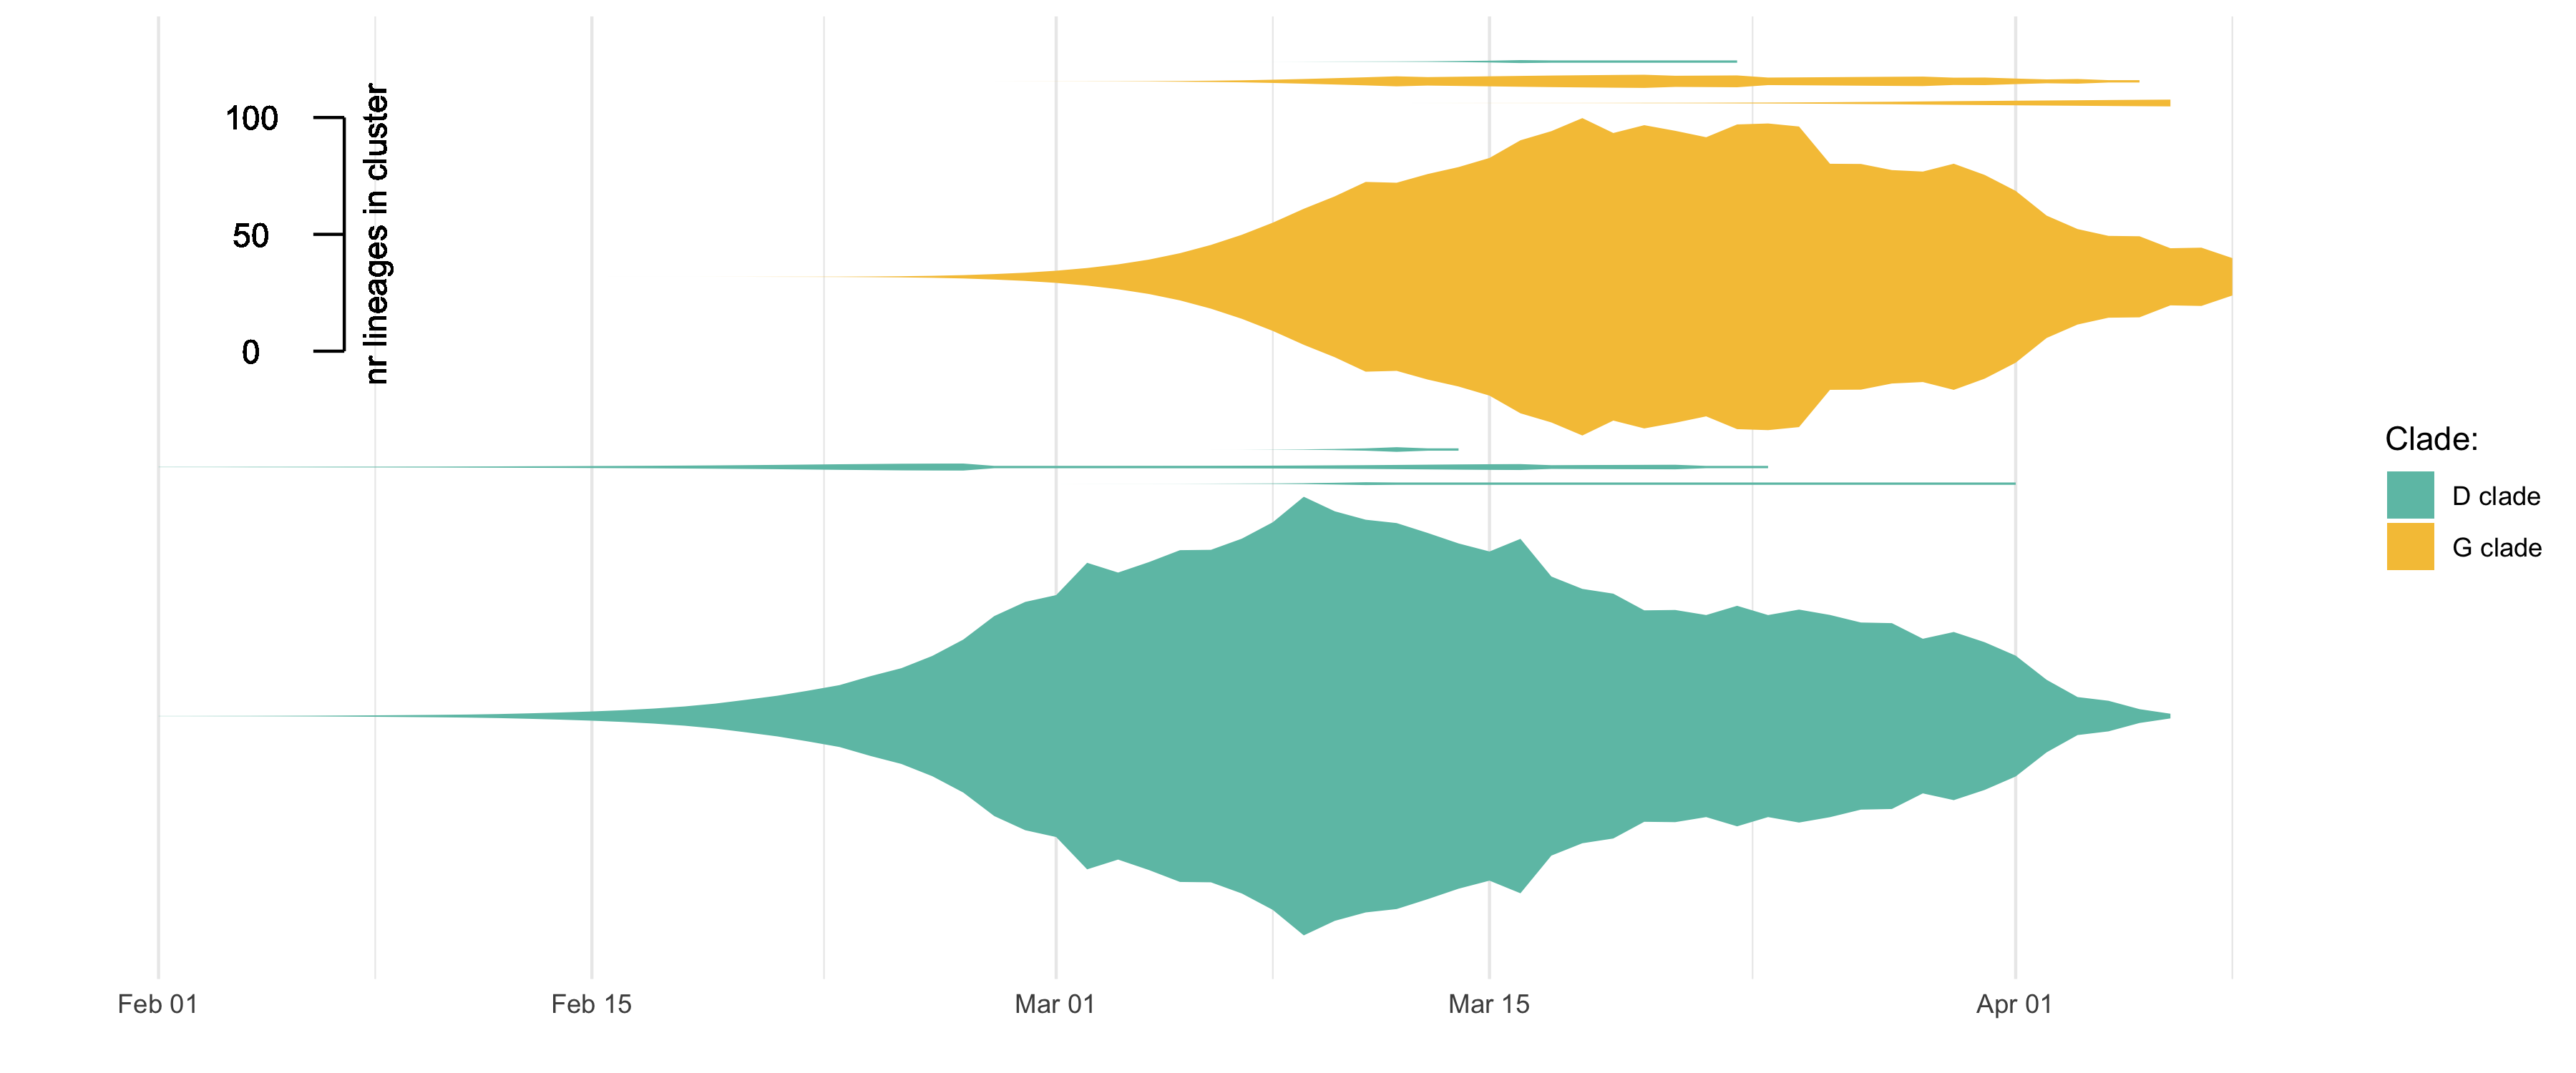 100
50
0
nr lineages in cluster
Feb 01
Feb 15
Mar 01
Mar 15
Apr 01
Clade:
D clade
G clade